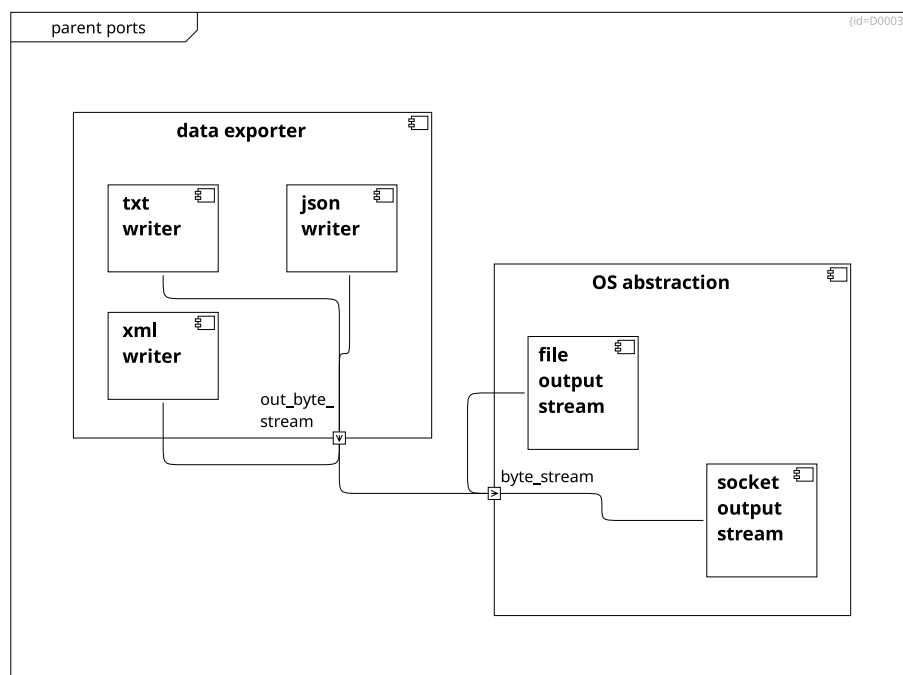 parent ports
{id=D0003
data exporter
txt
writer
json
writer
xml
writer
out_byte_
stream
OS abstraction
file
output
stream
byte_stream
socket
output
stream